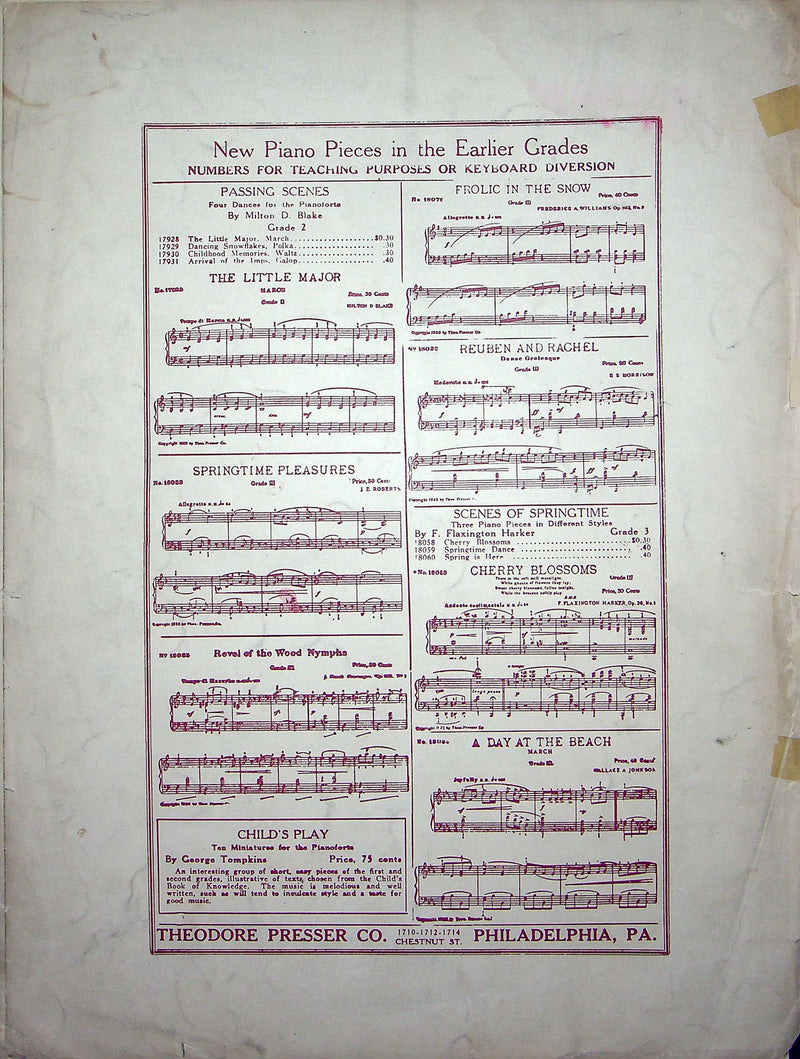 New Piano Pieces in the Earlier Grades
NUMBERS FOR TEACHING PURPOSES OR KEYBOARD DIVERSION
PASSING SCENES
Four Dances for the Pianoforte
By Milton D. Blake
Grade 2
17928 The Little Major, March $0.30
17929 Dancing Snowflakes, Polka .30
17930 Childhood Memories, Waltz .30
17931 Arrival of the Imps, Galop .40
THE LITTLE MAJOR
MARCH
Grade II
Price, 30 Cents
MILTON D BLAKE
Tempo di Marcia
SPRINGTIME PLEASURES
Grade III
Price, 30 Cen
J. E. ROBERTS
Allegretto
Revel of the Wood Nymphs
Grade III
Price, 50 Cents
CHILD'S PLAY
Ten Miniatures for the Pianoforte
By George Tompkins Price, 75 cents
An interesting group of short, easy pieces of the first and
second grades, illustrative of texts chosen from the Child's
Book of Knowledge. The music is melodious and well
written, such as will tend to inculcate style and a taste for
good music.
FROLIC IN THE SNOW
Grade III
Price, 40 Cents
FREDERICK A. WILLIAMS
Allegretto
REUBEN AND RACHEL
Danse Grotesque
Grade III
R S MORRISON
Moderato
SCENES OF SPRINGTIME
Three Piano Pieces in Different Styles
By F. Flaxington Harker Grade 3
18058 Cherry Blossoms $0.30
18059 Springtime Dance .40
18060 Spring is Here .40
CHERRY BLOSSOMS
Grade III
Price, 30 Cents
F. FLAXINGTON HARKER
Andante sentimentale
A DAY AT THE BEACH
MARCH
Grade III
Price, 40 Cents
WALLACE A JOHNSON
Joyfully
THEODORE PRESSER CO. 1710-1712-1714 CHESTNUT ST. PHILADELPHIA, PA.